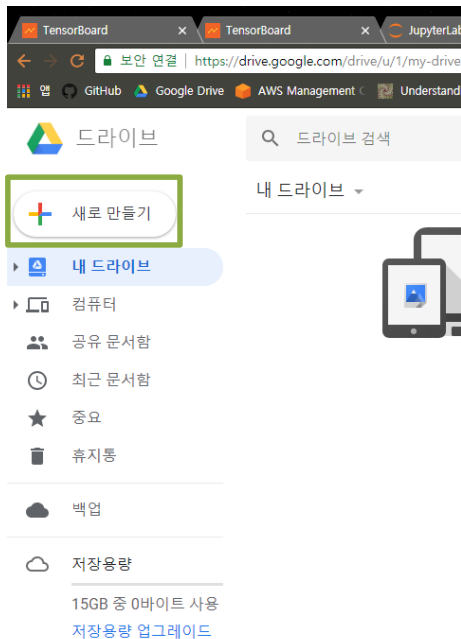 TensorBoard × TensorBoard × JupyterLab
보안 연결 | https://drive.google.com/drive/u/1/my-drive
앱 GitHub Google Drive AWS Management C Understand
드라이브
드라이브 검색
새로 만들기
내 드라이브
내 드라이브
컴퓨터
공유 문서함
최근 문서함
중요
휴지통
백업
저장용량
15GB 중 0바이트 사용
저장용량 업그레이드